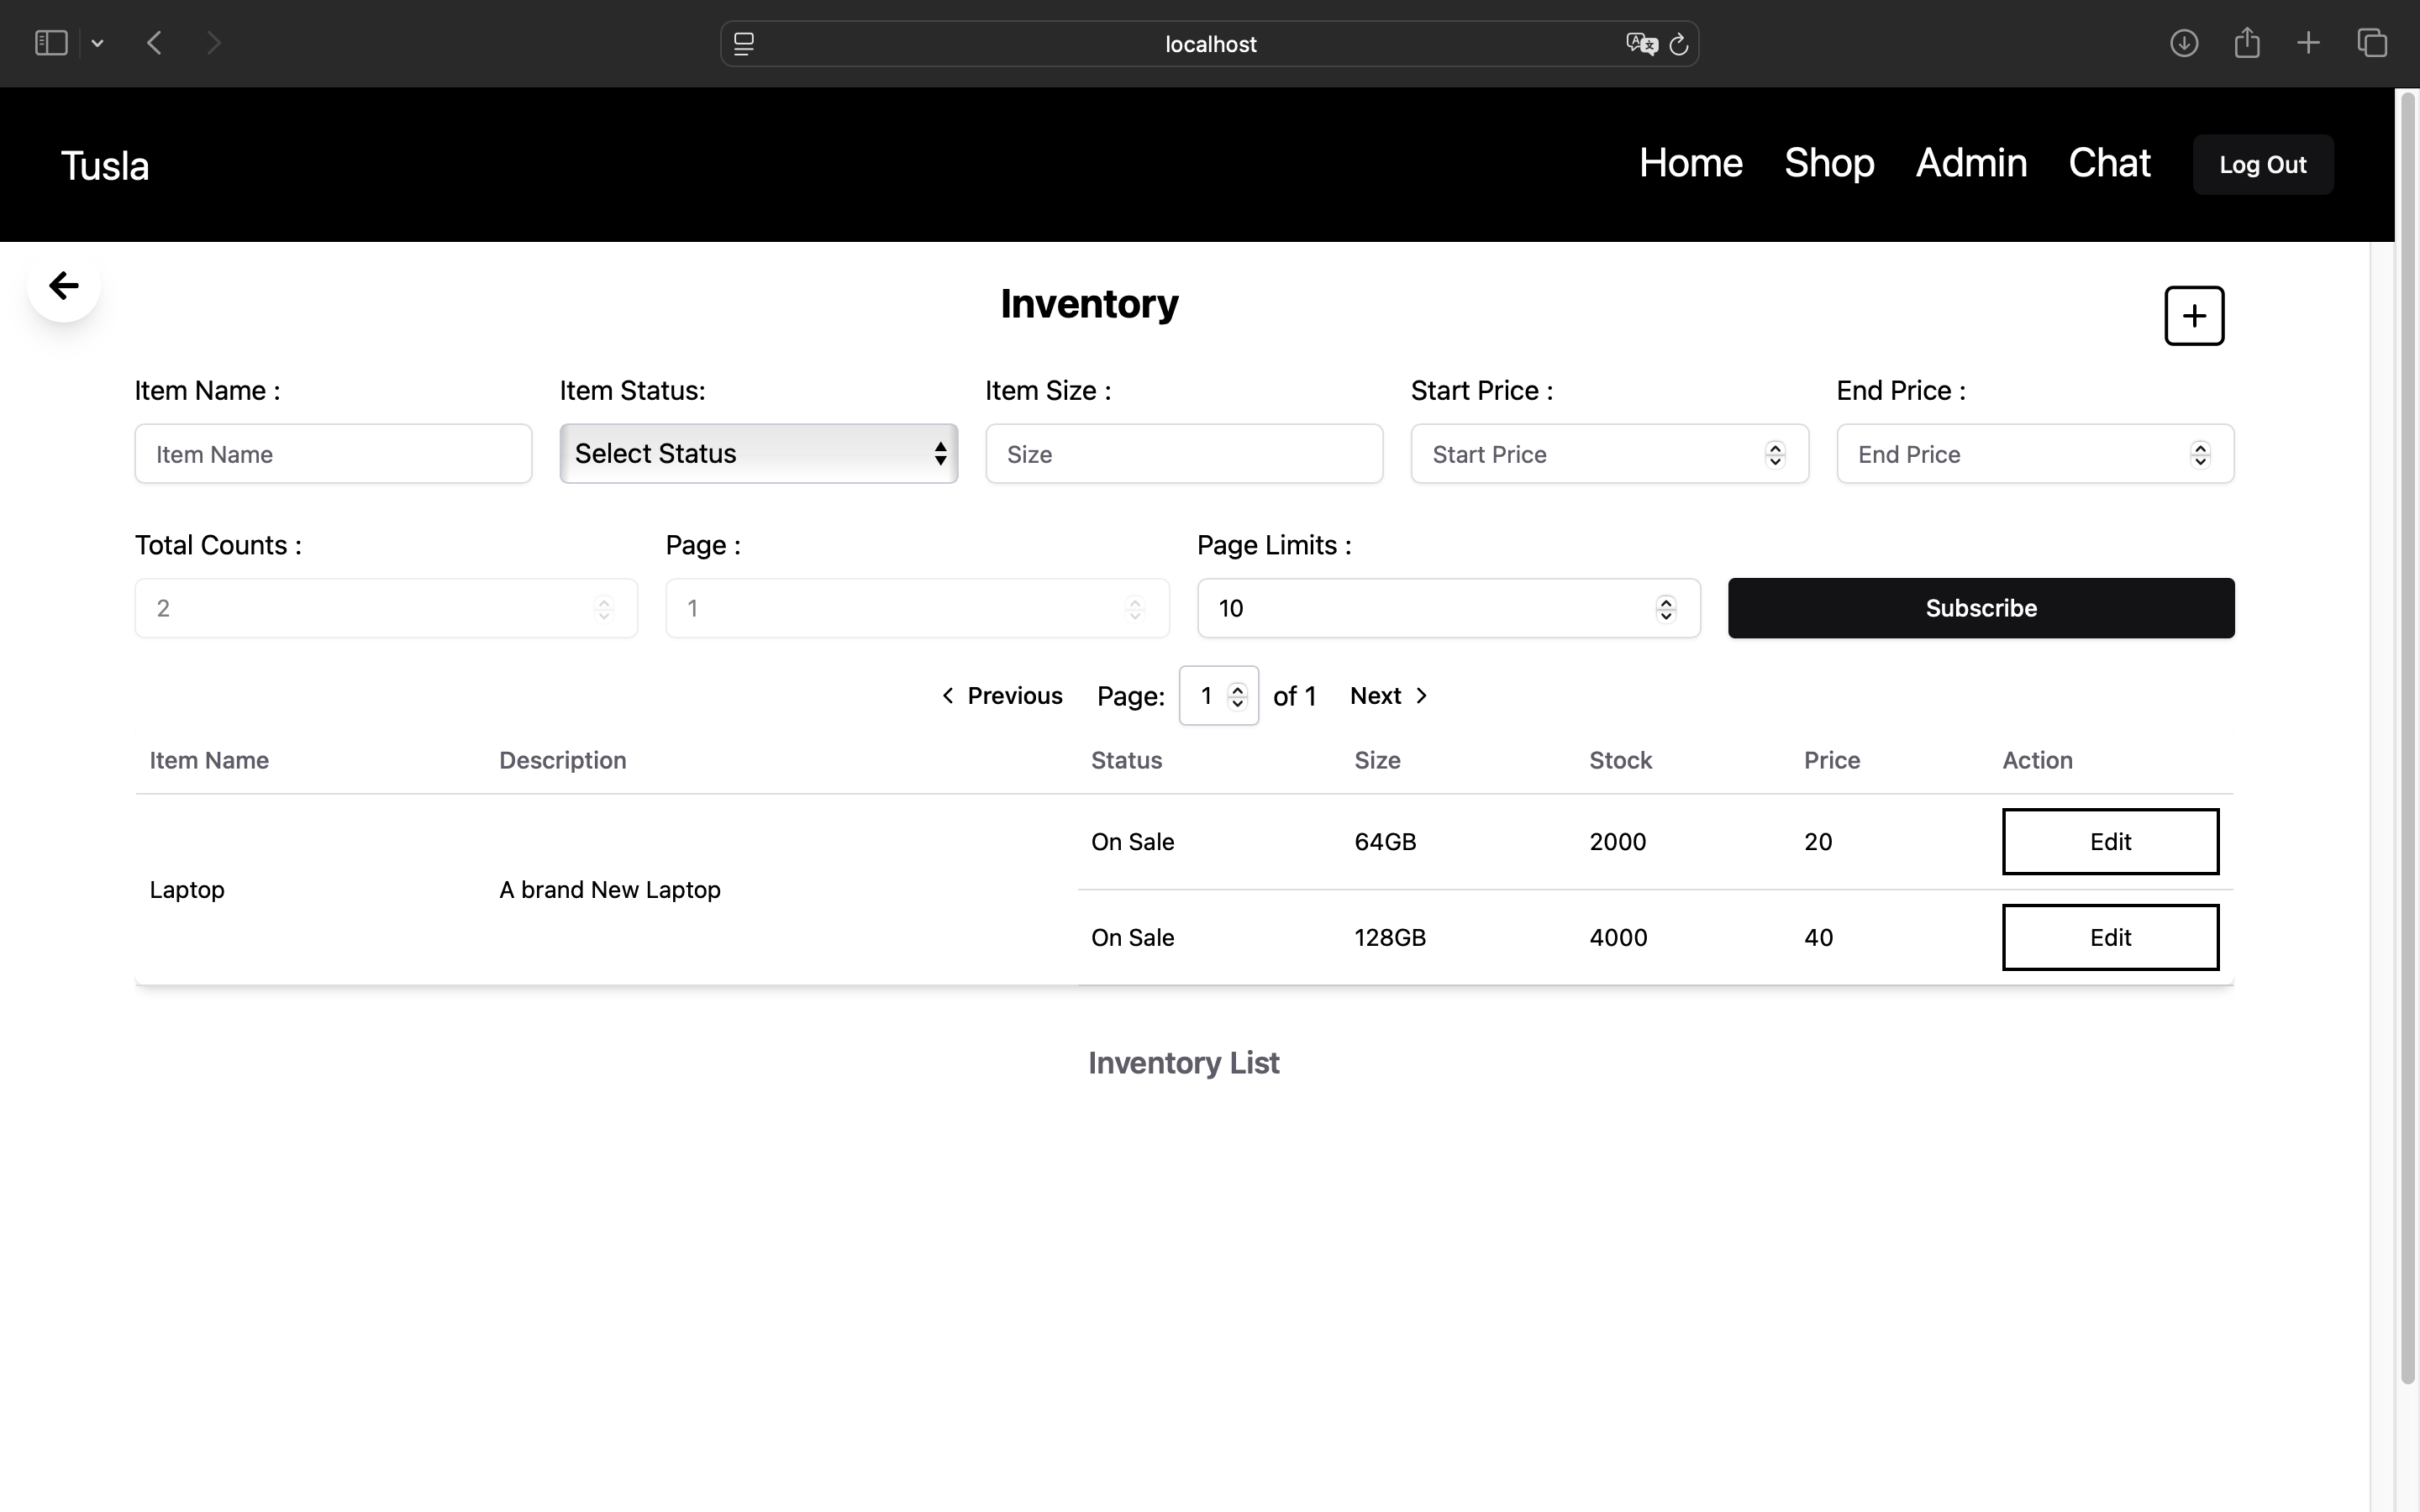 localhost
Tusla
Home Shop Admin Chat Log Out
Inventory
+
Item Name : Item Status: Item Size : Start Price : End Price :
Item Name Select Status Size Start Price End Price
Total Counts : Page : Page Limits :
2 1 10 Subscribe
Previous Page: 1 of 1 Next
Item Name Description Status Size Stock Price Action
On Sale 64GB 2000 20 Edit
Laptop A brand New Laptop
On Sale 128GB 4000 40 Edit
Inventory List